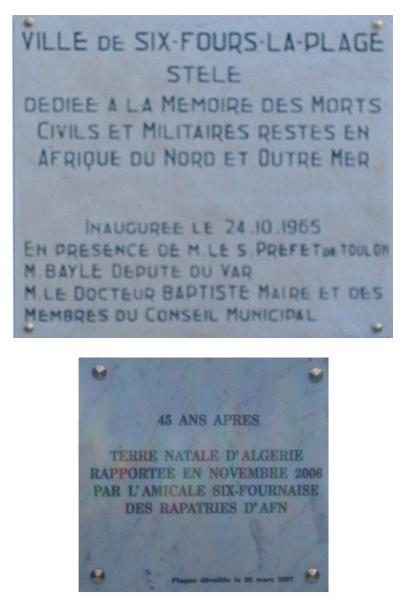 VILLE DE SIX-FOURS-LA-PLAGE
STELE
DEDIEE A LA MEMOIRE DES MORTS
CIVILS ET MILITAIRES RESTES EN
AFRIQUE DU NORD ET OUTRE MER
INAUGUREE LE 24.10.1965
EN PRESENCE DE M.LE S.PREFET DE TOULON
M.BAYLE DEPUTE DU VAR
M.LE DOCTEUR BAPTISTE MAIRE ET DES
MEMBRES DU CONSEIL MUNICIPAL
45 ANS APRES
TERRE NATALE D'ALGERIE
RAPPORTEE EN NOVEMBRE 2006
PAR L'AMICALE SIX-FOURNAISE
DES RAPATRIES D'AFN
Plaque dévoilée le 26 mars 2007